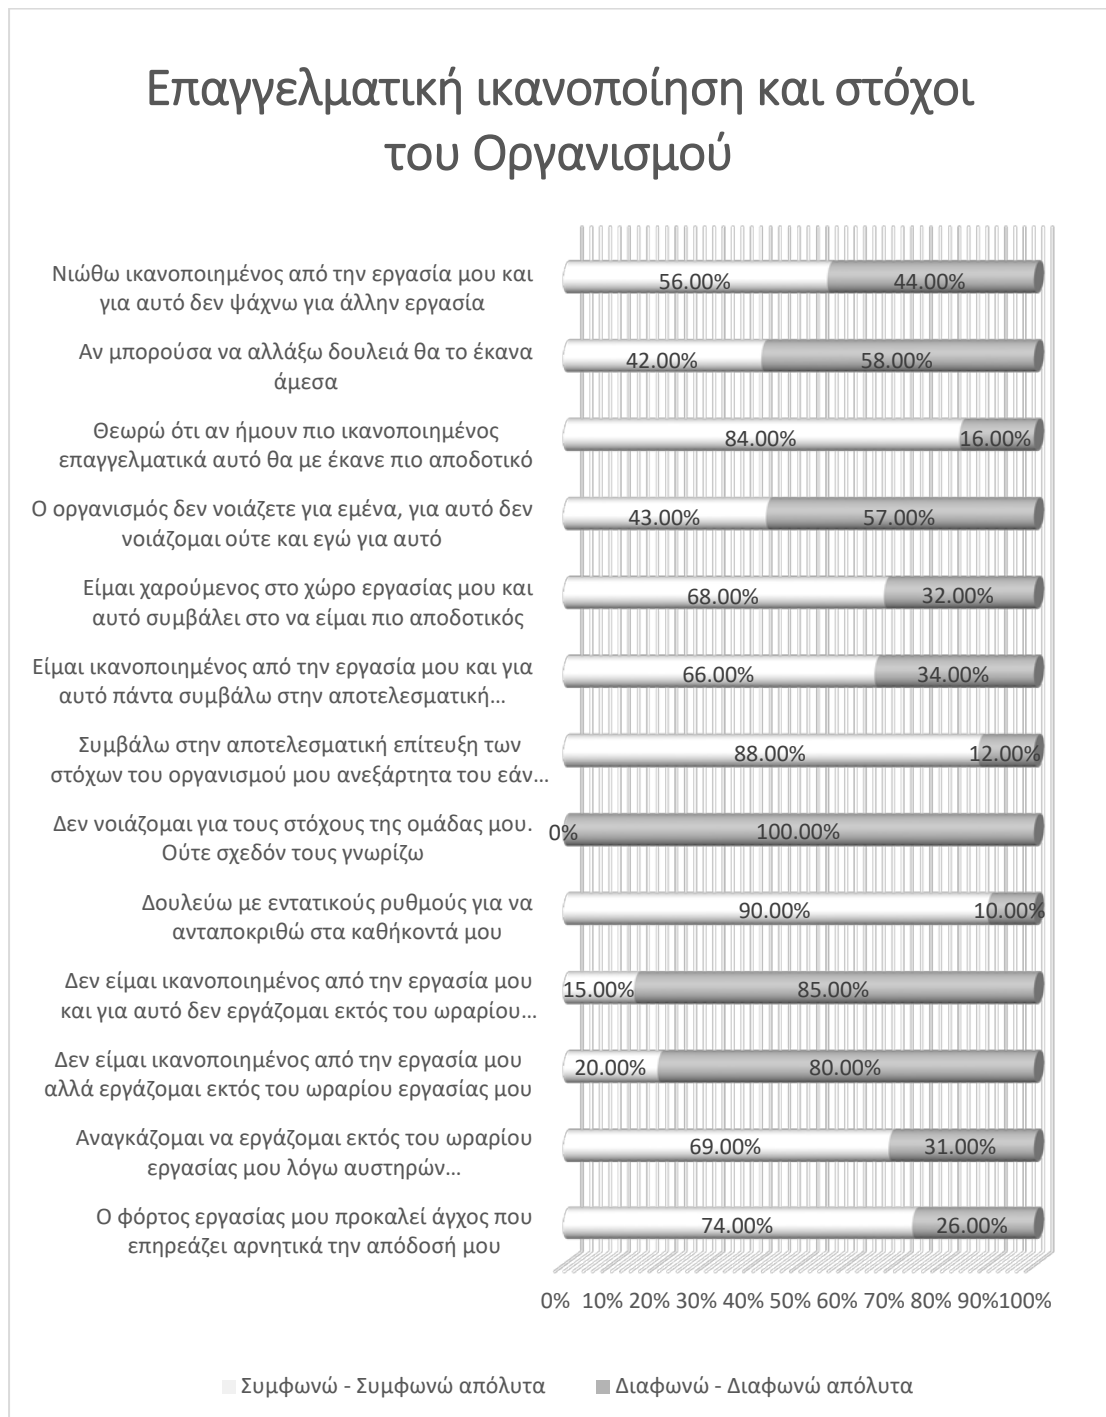 Επαγγελματική ικανοποίηση και στόχοι
του Οργανισμού
Νιώθω ικανοποιημένος από την εργασία μου και
για αυτό δεν ψάχνω για άλλην εργασία
56.00% 44.00%
Αν μπορούσα να αλλάξω δουλειά θα το έκανα
άμεσα
42.00% 58.00%
Θεωρώ ότι αν ήμουν πιο ικανοποιημένος
επαγγελματικά αυτό θα με έκανε πιο αποδοτικό
84.00% 16.00%
Ο οργανισμός δεν νοιάζετε για εμένα, για αυτό δεν
νοιάζομαι ούτε και εγώ για αυτό
43.00% 57.00%
Είμαι χαρούμενος στο χώρο εργασίας μου και
αυτό συμβάλει στο να είμαι πιο αποδοτικός
68.00% 32.00%
Είμαι ικανοποιημένος από την εργασία μου και για
αυτό πάντα συμβάλω στην αποτελεσματική...
66.00% 34.00%
Συμβάλω στην αποτελεσματική επίτευξη των
στόχων του οργανισμού μου ανεξάρτητα του εάν...
88.00% 12.00%
Δεν νοιάζομαι για τους στόχους της ομάδας μου.
Ούτε σχεδόν τους γνωρίζω
0% 100.00%
Δουλεύω με εντατικούς ρυθμούς για να
ανταποκριθώ στα καθήκοντά μου
90.00% 10.00%
Δεν είμαι ικανοποιημένος από την εργασία μου
και για αυτό δεν εργάζομαι εκτός του ωραρίου...
15.00% 85.00%
Δεν είμαι ικανοποιημένος από την εργασία μου
αλλά εργάζομαι εκτός του ωραρίου εργασίας μου
20.00% 80.00%
Αναγκάζομαι να εργάζομαι εκτός του ωραρίου
εργασίας μου λόγω αυστηρών...
69.00% 31.00%
Ο φόρτος εργασίας μου προκαλεί άγχος που
επηρεάζει αρνητικά την απόδοσή μου
74.00% 26.00%
0% 10% 20% 30% 40% 50% 60% 70% 80% 90% 100%
Συμφωνώ - Συμφωνώ απόλυτα Διαφωνώ - Διαφωνώ απόλυτα